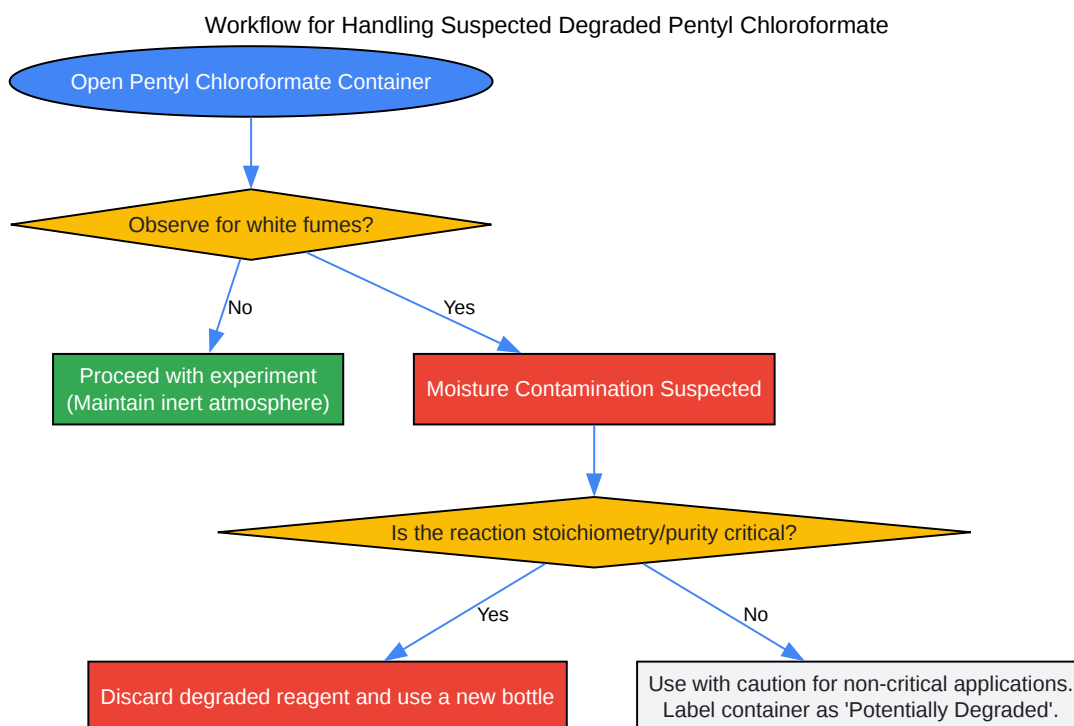 Workflow for Handling Suspected Degraded Pentyl Chloroformate
Open Pentyl Chloroformate Container
Observe for white fumes?
No
Yes
Proceed with experiment
(Maintain inert atmosphere)
Moisture Contamination Suspected
Is the reaction stoichiometry/purity critical?
Yes
No
Discard degraded reagent and use a new bottle
Use with caution for non-critical applications.
Label container as 'Potentially Degraded'.